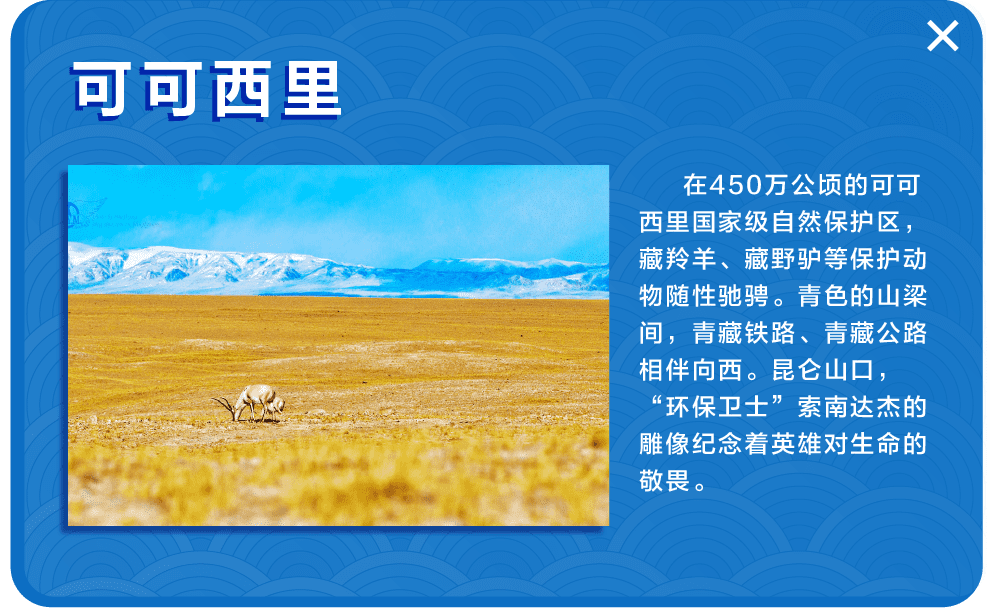 可可西里
在450万公顷的可可
西里国家级自然保护区，
藏羚羊、藏野驴等保护动
物随性驰骋。青色的山梁
间，青藏铁路、青藏公路
相伴向西。昆仑山口，
“环保卫士”索南达杰的
雕像纪念着英雄对生命的
敬畏。